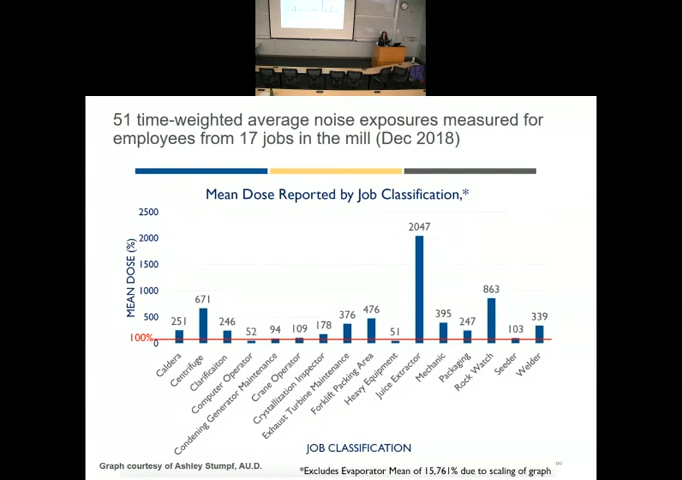 51 time-weighted average noise exposures measured for
employees from 17 jobs in the mill (Dec 2018)
Mean Dose Reported by Job Classification,*
MEAN DOSE (%)
2500
2000
1500
1000
500
0
100%
251
671
246
52
94
109
178
376
476
51
2047
395
247
863
103
339
Caldera
Centrifuge
Clarificaiton
Computer Operator
Condening Generator Maintenance
Crane Operator
Crystallization Inspector
Exhaust Turbine Maintenance
Forklift Packing Area
Heavy Equipment
Juice Extractor
Mechanic
Packaging
Rock Watch
Seeder
Welder
JOB CLASSIFICATION
Graph courtesy of Ashley Stumpf, AU.D.
*Excludes Evaporator Mean of 15,761% due to scaling of graph